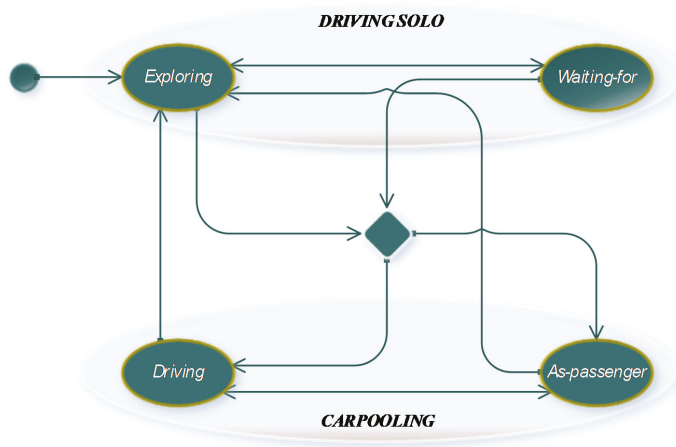 DRIVING SOLO
Exploring
Waiting-for
Driving
As-passenger
CARPOOLING